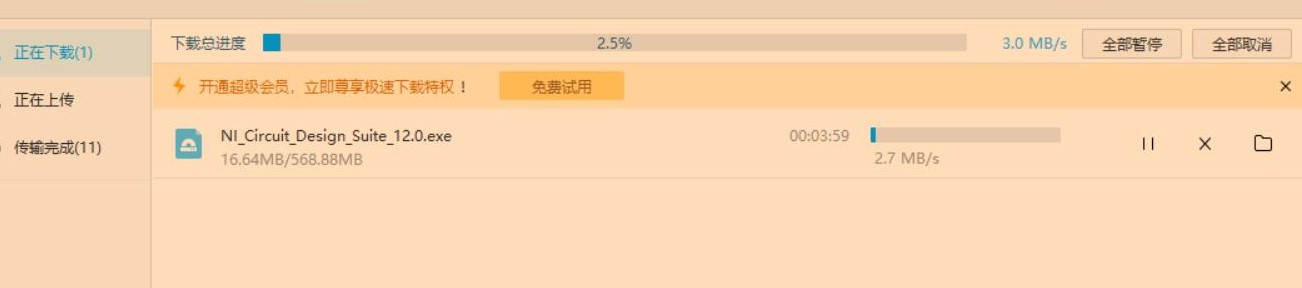 正在下载(1)
正在上传
传输完成(11)
下载总进度 2.5% 3.0 MB/s 全部暂停 全部取消
开通超级会员，立即尊享极速下载特权！ 免费试用
NI_Circuit_Design_Suite_12.0.exe
16.64MB/568.88MB
00:03:59
2.7 MB/s